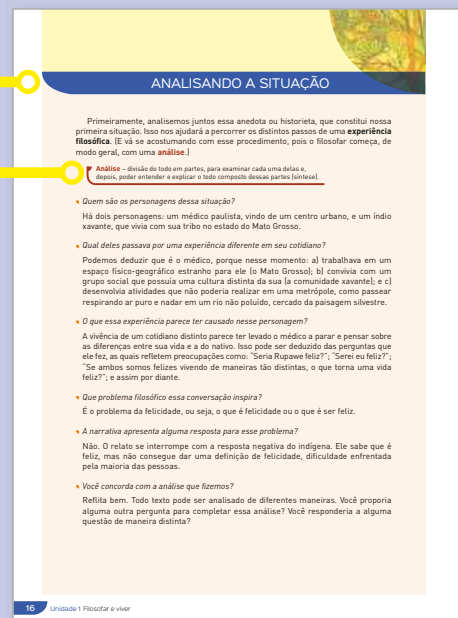 ANALISANDO A SITUAÇÃO
Primeiramente, analisemos juntos essa anedota ou historieta, que constitui nossa
primeira situação. Isso nos ajudará a percorrer os distintos passos de uma experiência
filosófica. (E vá se acostumando com esse procedimento, pois o filosofar começa, de
modo geral, com uma análise.)
Análise – divisão do todo em partes, para examinar cada uma delas e,
depois, poder entender e explicar o todo composto dessas partes (síntese).
Quem são os personagens dessa situação?
Há dois personagens: um médico paulista, vindo de um centro urbano, e um índio
xavante, que vivia com sua tribo no estado do Mato Grosso.
Qual deles passava por uma experiência diferente em seu cotidiano?
Podemos deduzir que é o médico, porque nesse momento: a) trabalhava em um
espaço físico-geográfico estranho para ele (o Mato Grosso); b) convivia com um
grupo social que possuía uma cultura distinta da sua (a comunidade xavante); e c)
desenvolvia atividades que não poderia realizar em uma metrópole, como passear
respirando ar puro e nadar em um rio não poluído, cercado da paisagem silvestre.
O que essa experiência parece ter causado nesse personagem?
A vivência de um cotidiano distinto parece ter levado o médico a parar e pensar sobre
as diferenças entre sua vida e a do nativo. Isso pode ser deduzido das perguntas que
ele fez, as quais refletem preocupações como: "Seria Rupawe feliz?"; "Serei eu feliz?";
"Se ambos somos felizes vivendo de maneiras tão distintas, o que torna uma vida
feliz?"; e assim por diante.
Que problema filosófico essa conversação inspira?
É o problema da felicidade, ou seja, o que é felicidade ou o que é ser feliz.
A narrativa apresenta alguma resposta para esse problema?
Não. O relato se interrompe com a resposta negativa do indígena. Ele sabe que é
feliz, mas não consegue dar uma definição de felicidade, dificuldade enfrentada
pela maioria das pessoas.
Você concorda com a análise que fizemos?
Reflita bem. Todo texto pode ser analisado de diferentes maneiras. Você proporia
alguma outra pergunta para completar essa análise? Você responderia a alguma
questão de maneira distinta?
16 Unidade 1 Filosofar e viver